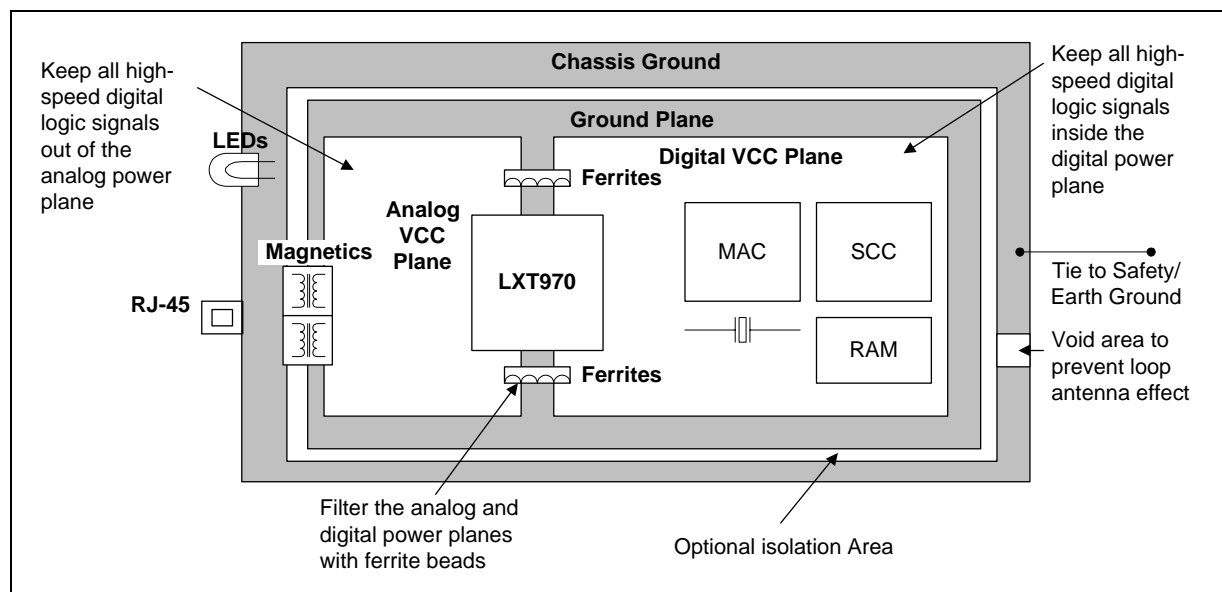 Keep all high-
speed digital
logic signals
out of the
analog power
plane
Chassis Ground
Keep all high-
speed digital
logic signals
inside the
digital power
plane
Ground Plane
LEDs
Digital VCC Plane
Ferrites
Analog
VCC
Plane
Magnetics
MAC
SCC
LXT970
RJ-45
Tie to Safety/
Earth Ground
RAM
Void area to
prevent loop
antenna effect
Ferrites
Filter the analog and
digital power planes
with ferrite beads
Optional isolation Area